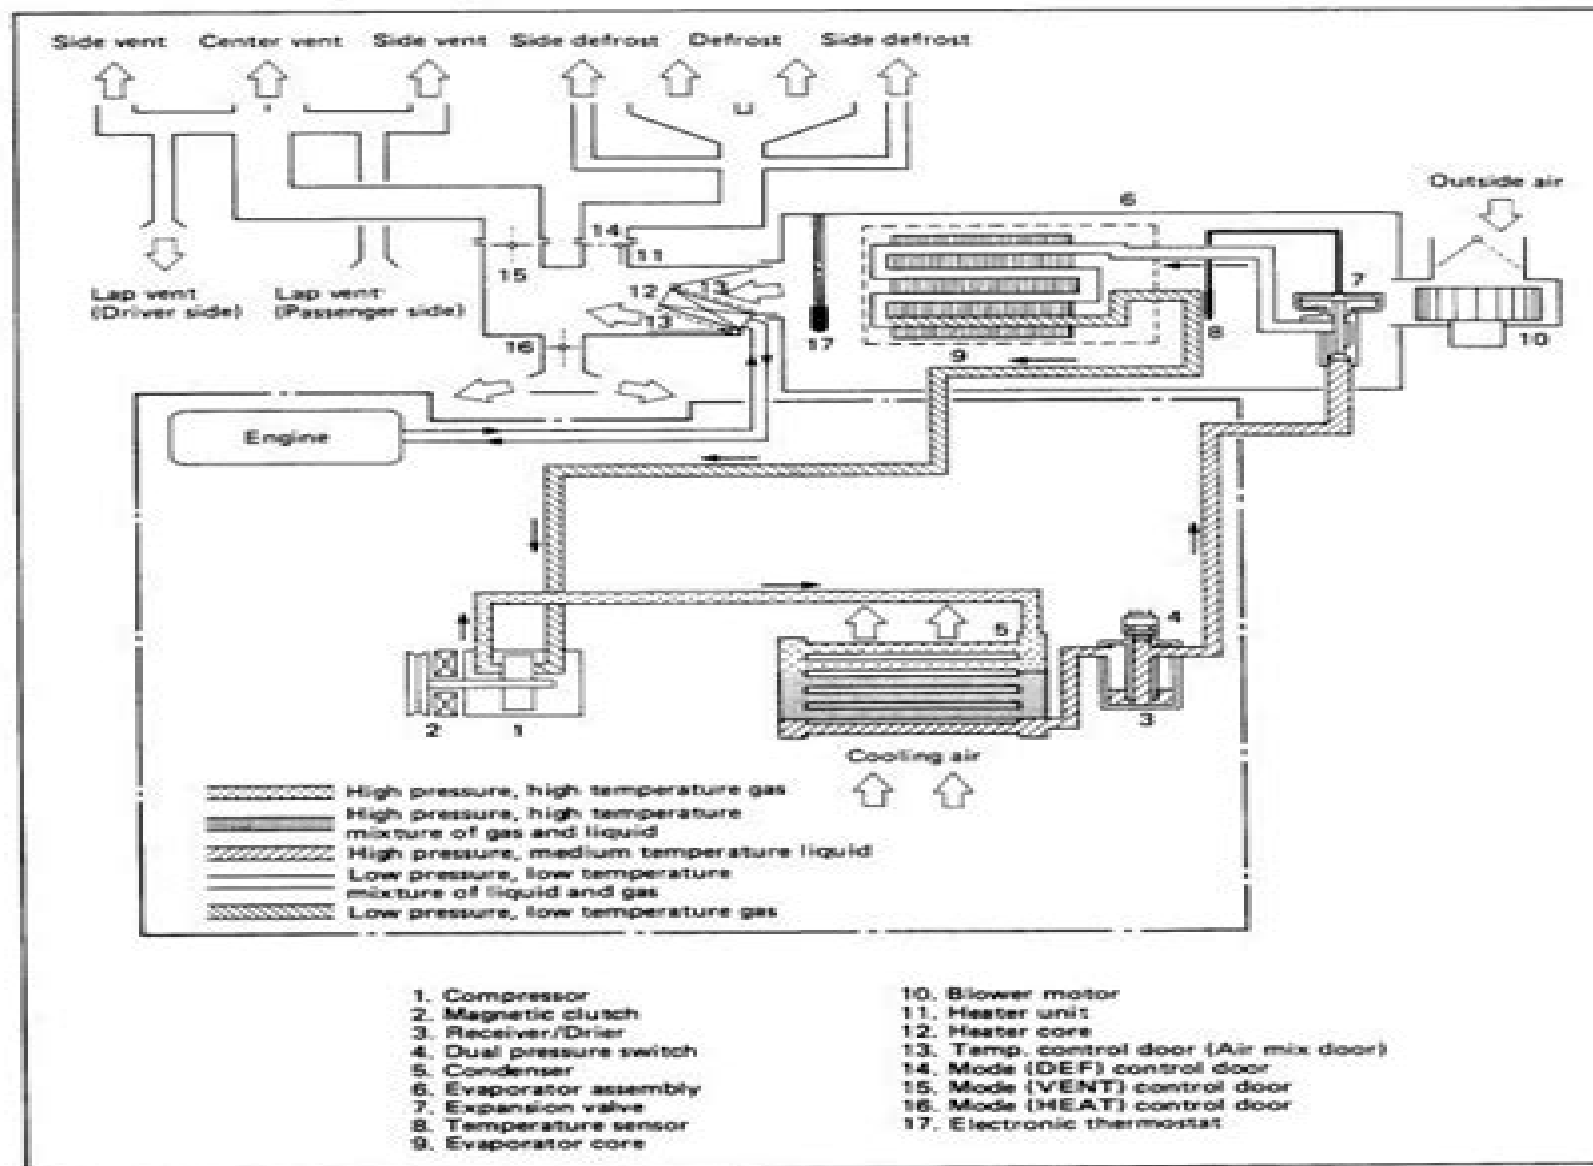 Side vent Center vent Side vent Side defrost Defrost Side defrost
Outside air
6
14
11
15
7
Lap vent
(Driver side)
Lap vent
(Passenger side)
12
13
13
16
17
8
10
9
Engine
5
4
2
1
3
Cooling air
High pressure, high temperature gas
High pressure, high temperature
mixture of gas and liquid
High pressure, medium temperature liquid
Low pressure, low temperature
mixture of liquid and gas
Low pressure, low temperature gas
1. Compressor
2. Magnetic clutch
3. Receiver/Drier
4. Dual pressure switch
5. Condenser
6. Evaporator assembly
7. Expansion valve
8. Temperature sensor
9. Evaporator core
10. Blower motor
11. Heater unit
12. Heater core
13. Temp. control door (Air mix door)
14. Mode (DEF) control door
15. Mode (VENT) control door
16. Mode (HEAT) control door
17. Electronic thermostat